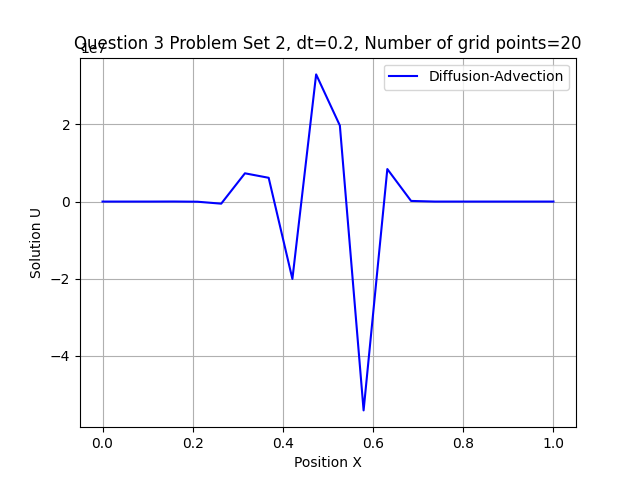 Question 3 Problem Set 2, dt=0.2, Number of grid points=20
1e7
Diffusion-Advection
2
0
−2
−4
Solution U
0.0 0.2 0.4 0.6 0.8 1.0
Position X